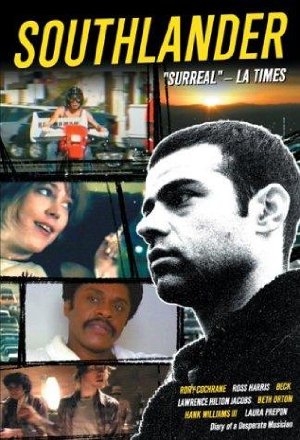 SOUTHLANDER
"SURREAL" – LA TIMES
RORY COCHRANE ROSS HARRIS BECK
LAWRENCE HILTON JACOBS BETH ORTON
HANK WILLIAMS III LAURA PREPON
Diary of a Desperate Musician